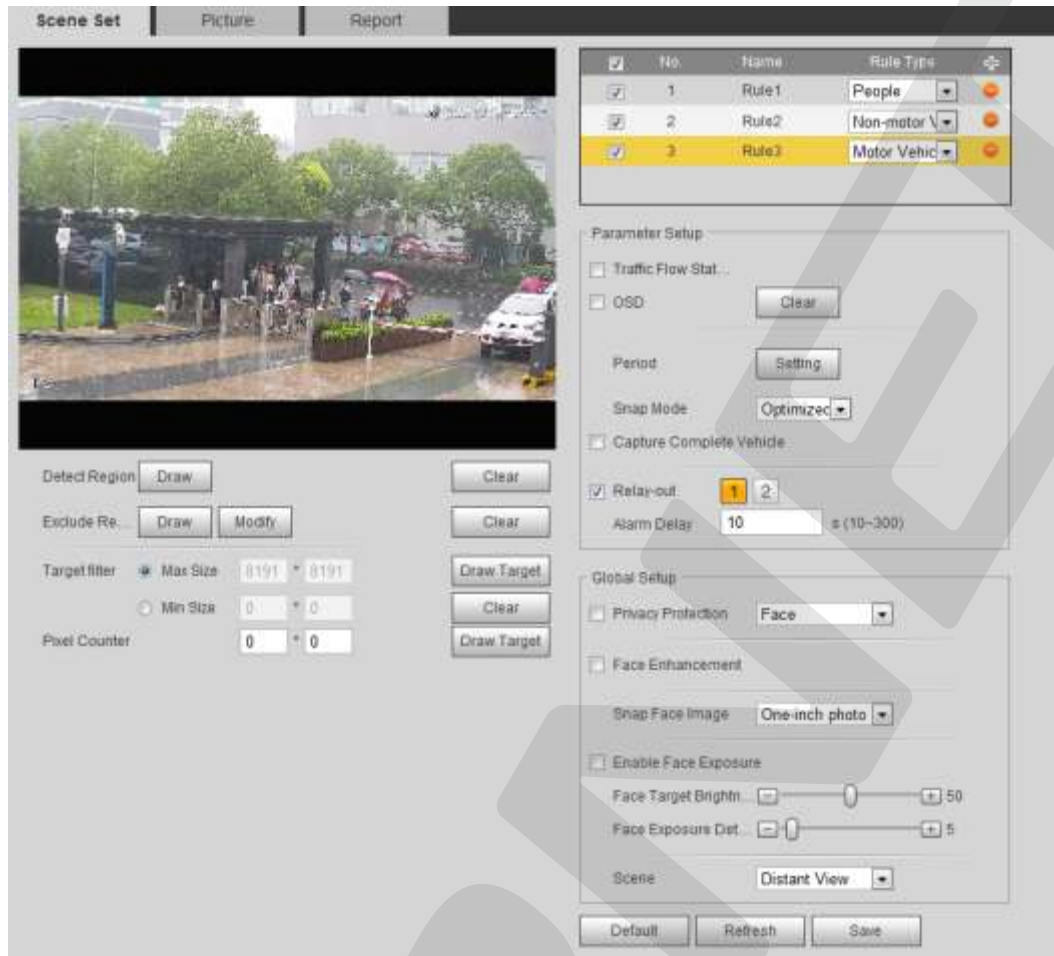 Scene Set
Picture
Report
No. Name Rule Type
1 Rule1 People
2 Rule2 Non-motor V
3 Rule3 Motor Vehic
Parameter Setup
Traffic Flow Stat...
OSD Clear
Period Setting
Snap Mode Optimized
Capture Complete Vehicle
Relay-out 1 2
Alarm Delay 10 s (10~300)
Detect Region Draw Clear
Exclude Re... Draw Modify Clear
Target filter Max Size 8191 * 8191 Draw Target
Min Size 0 * 0 Clear
Pixel Counter 0 * 0 Draw Target
Global Setup
Privacy Protection Face
Face Enhancement
Snap Face Image One-inch photo
Enable Face Exposure
Face Target Brightn... 50
Face Exposure Det... 5
Scene Distant View
Default Refresh Save